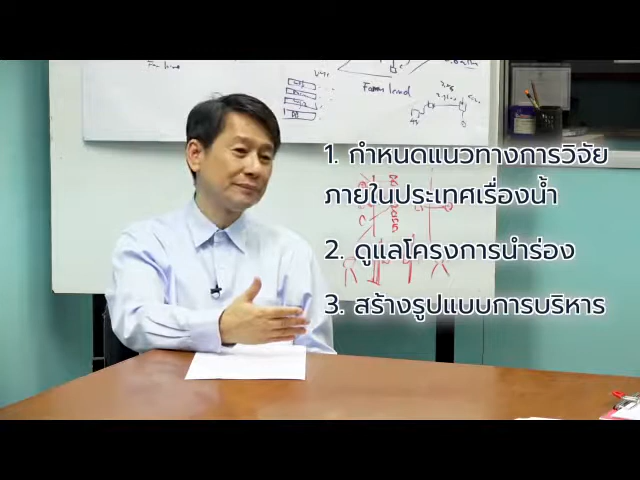 Farm level
1. กำหนดแนวทางการวิจัย
ภายในประเทศเรื่องน้ำ
2. ดูแลโครงการนำร่อง
3. สร้างรูปแบบการบริหาร